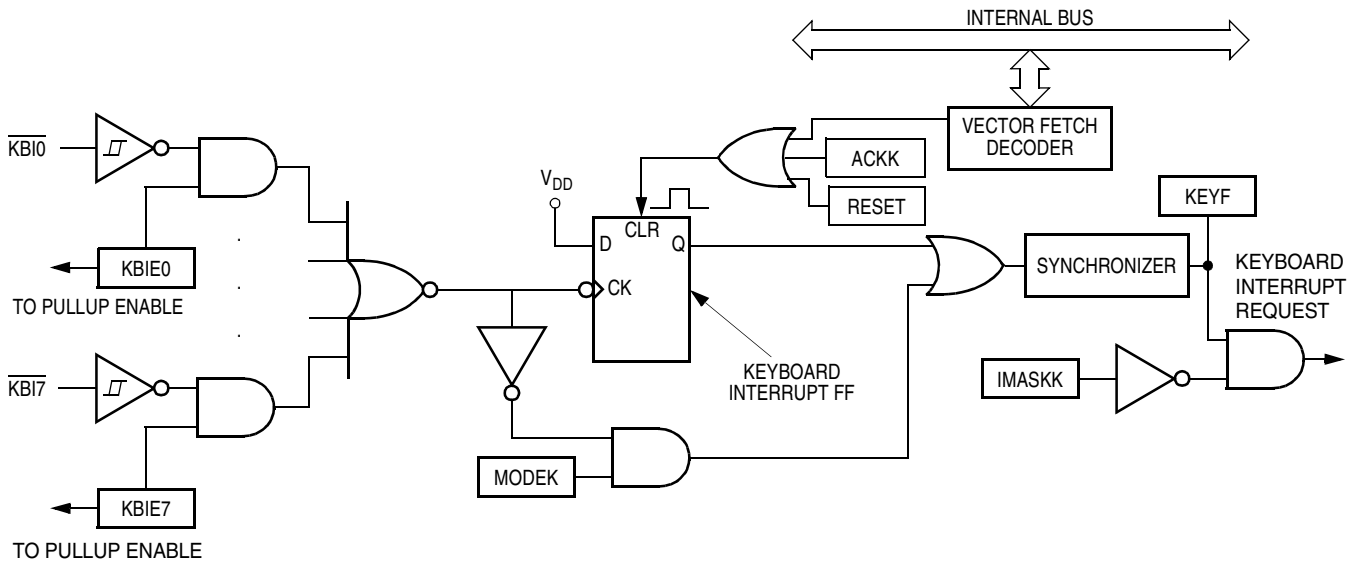 INTERNAL BUS
VECTOR FETCH
DECODER
ACKK
RESET
KBI0
KBIE0
TO PULLUP ENABLE
KBI7
KBIE7
TO PULLUP ENABLE
VDD
D
CLR
Q
CK
KEYBOARD
INTERRUPT FF
MODEK
SYNCHRONIZER
KEYF
KEYBOARD
INTERRUPT
REQUEST
IMASKK